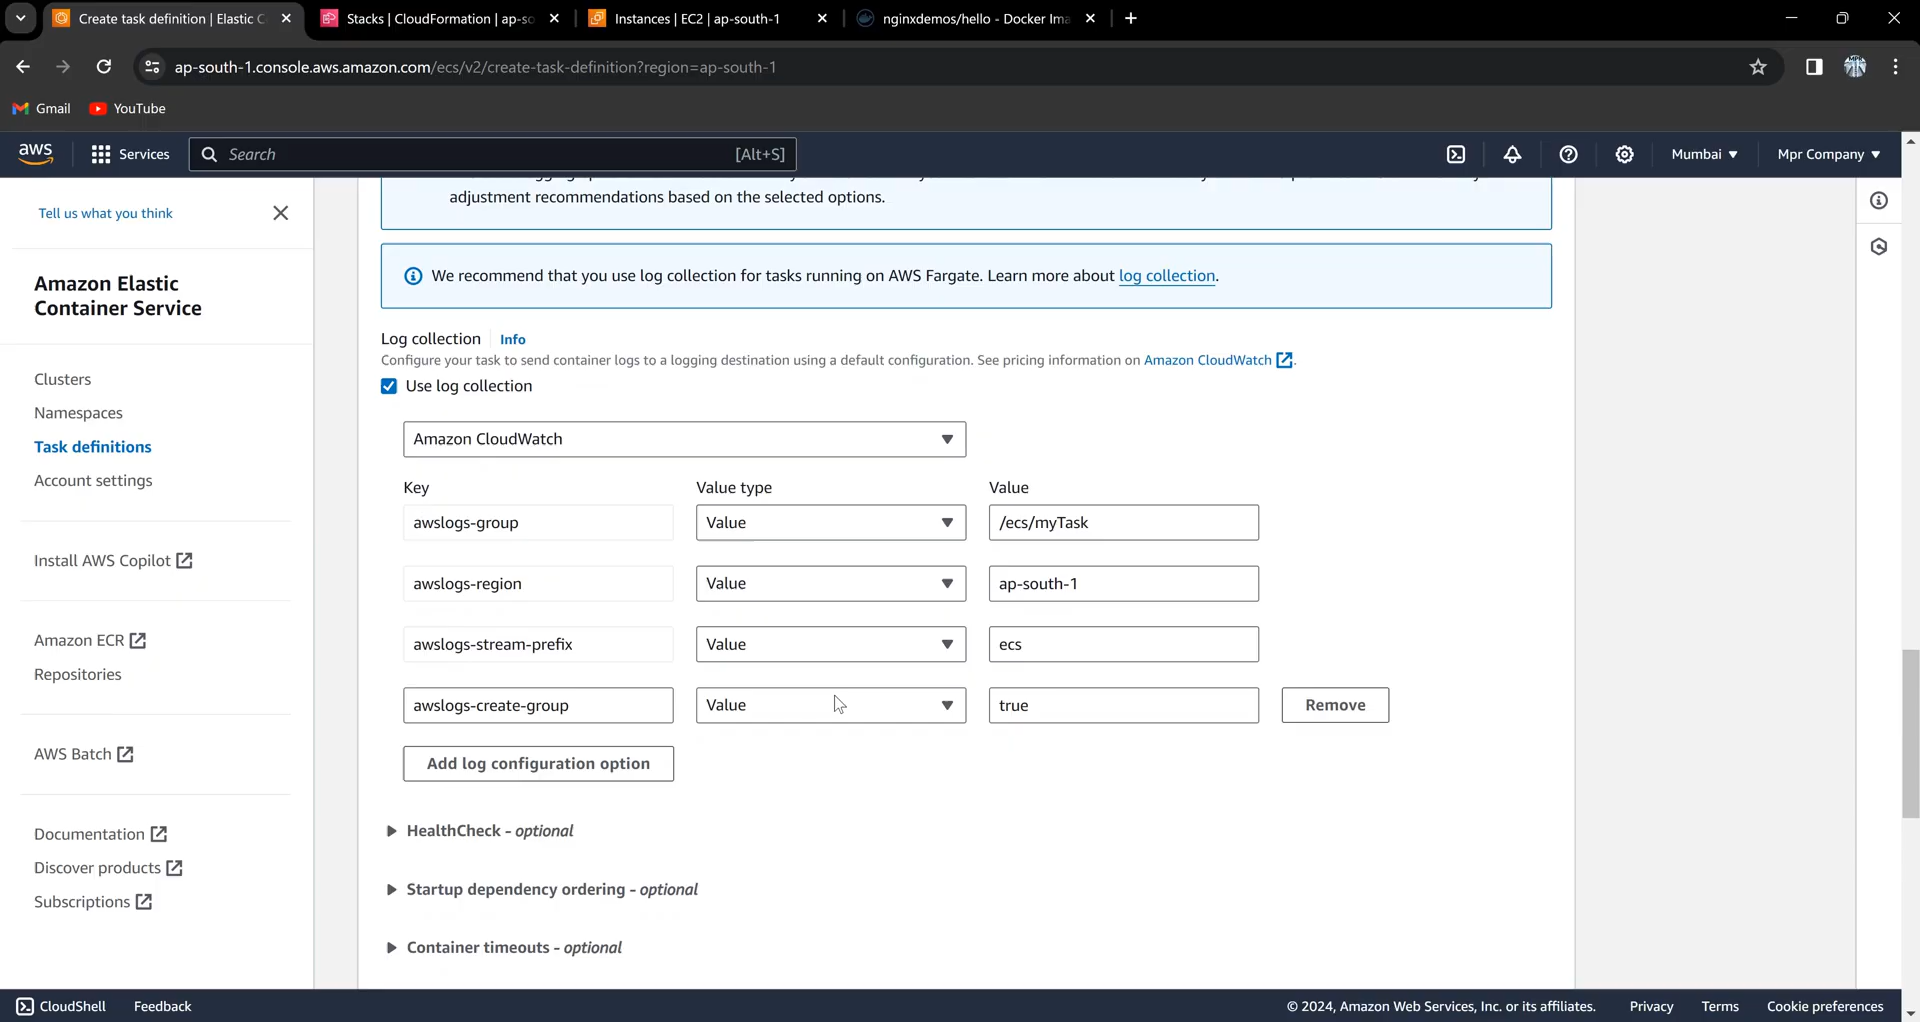 Create task definition | Elastic C
Stacks | CloudFormation | ap-so
Instances | EC2 | ap-south-1
nginxdemos/hello - Docker Ima
ap-south-1.console.aws.amazon.com/ecs/v2/create-task-definition?region=ap-south-1
Gmail
YouTube
aws
Services
Search
[Alt+S]
Mumbai
Mpr Company
Tell us what you think
adjustment recommendations based on the selected options.
We recommend that you use log collection for tasks running on AWS Fargate. Learn more about log collection.
Amazon Elastic
Container Service
Clusters
Namespaces
Task definitions
Account settings
Install AWS Copilot
Amazon ECR
Repositories
AWS Batch
Documentation
Discover products
Subscriptions
Log collection
Info
Configure your task to send container logs to a logging destination using a default configuration. See pricing information on Amazon CloudWatch.
Use log collection
Amazon CloudWatch
Key Value type Value
awslogs-group Value /ecs/myTask
awslogs-region Value ap-south-1
awslogs-stream-prefix Value ecs
awslogs-create-group Value true Remove
Add log configuration option
HealthCheck - optional
Startup dependency ordering - optional
Container timeouts - optional
CloudShell
Feedback
© 2024, Amazon Web Services, Inc. or its affiliates.
Privacy
Terms
Cookie preferences